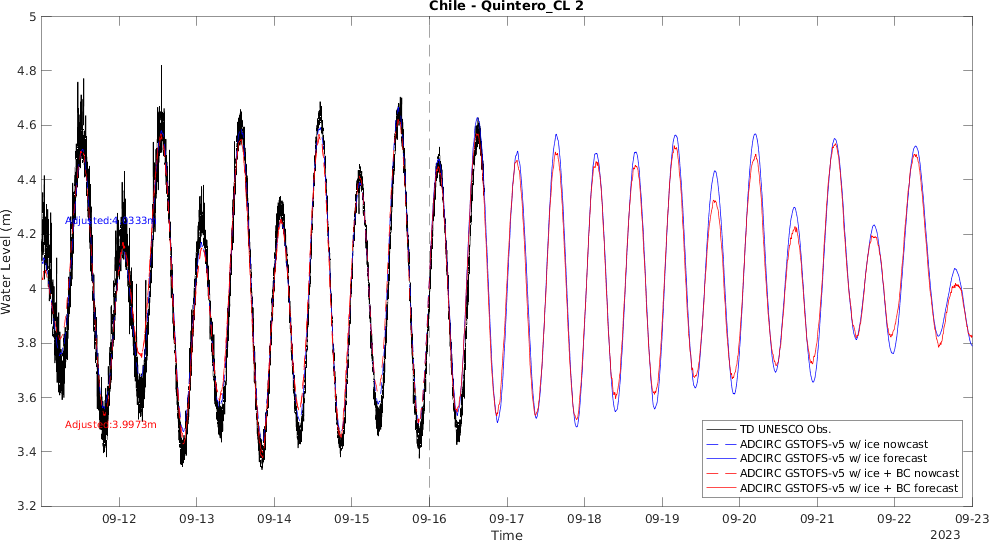 Chile - Quintero_CL 2
5
4.8
4.6
4.4
4.2
4
3.8
3.6
3.4
3.2
Water Level (m)
Adjusted:4.0333m
Adjusted:3.9973m
TD UNESCO Obs.
ADCIRC GSTOFS-v5 w/ ice nowcast
ADCIRC GSTOFS-v5 w/ ice forecast
ADCIRC GSTOFS-v5 w/ ice + BC nowcast
ADCIRC GSTOFS-v5 w/ ice + BC forecast
09-12 09-13 09-14 09-15 09-16 09-17 09-18 09-19 09-20 09-21 09-22 09-23
Time
2023